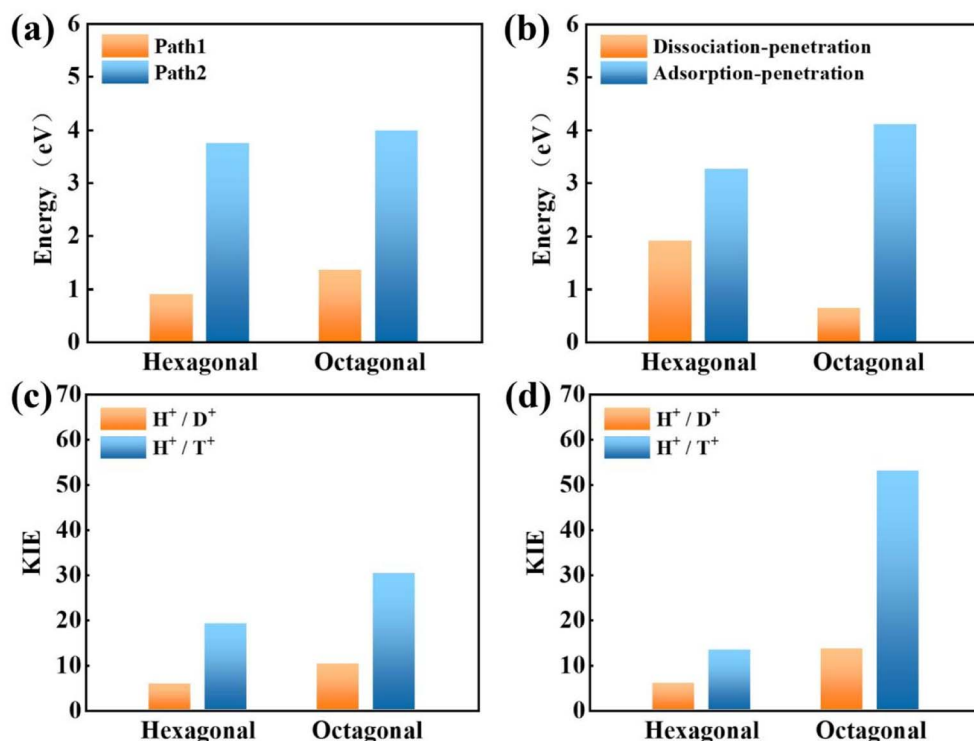 (a)
Path1
Path2
6
5
4
3
2
1
0
Energy （eV）
Hexagonal Octagonal
(b)
Dissociation-penetration
Adsorption-penetration
6
5
4
3
2
1
0
Energy （eV）
Hexagonal Octagonal
(c)
H⁺ / D⁺
H⁺ / T⁺
70
60
50
40
30
20
10
0
KIE
Hexagonal Octagonal
(d)
H⁺ / D⁺
H⁺ / T⁺
70
60
50
40
30
20
10
0
KIE
Hexagonal Octagonal